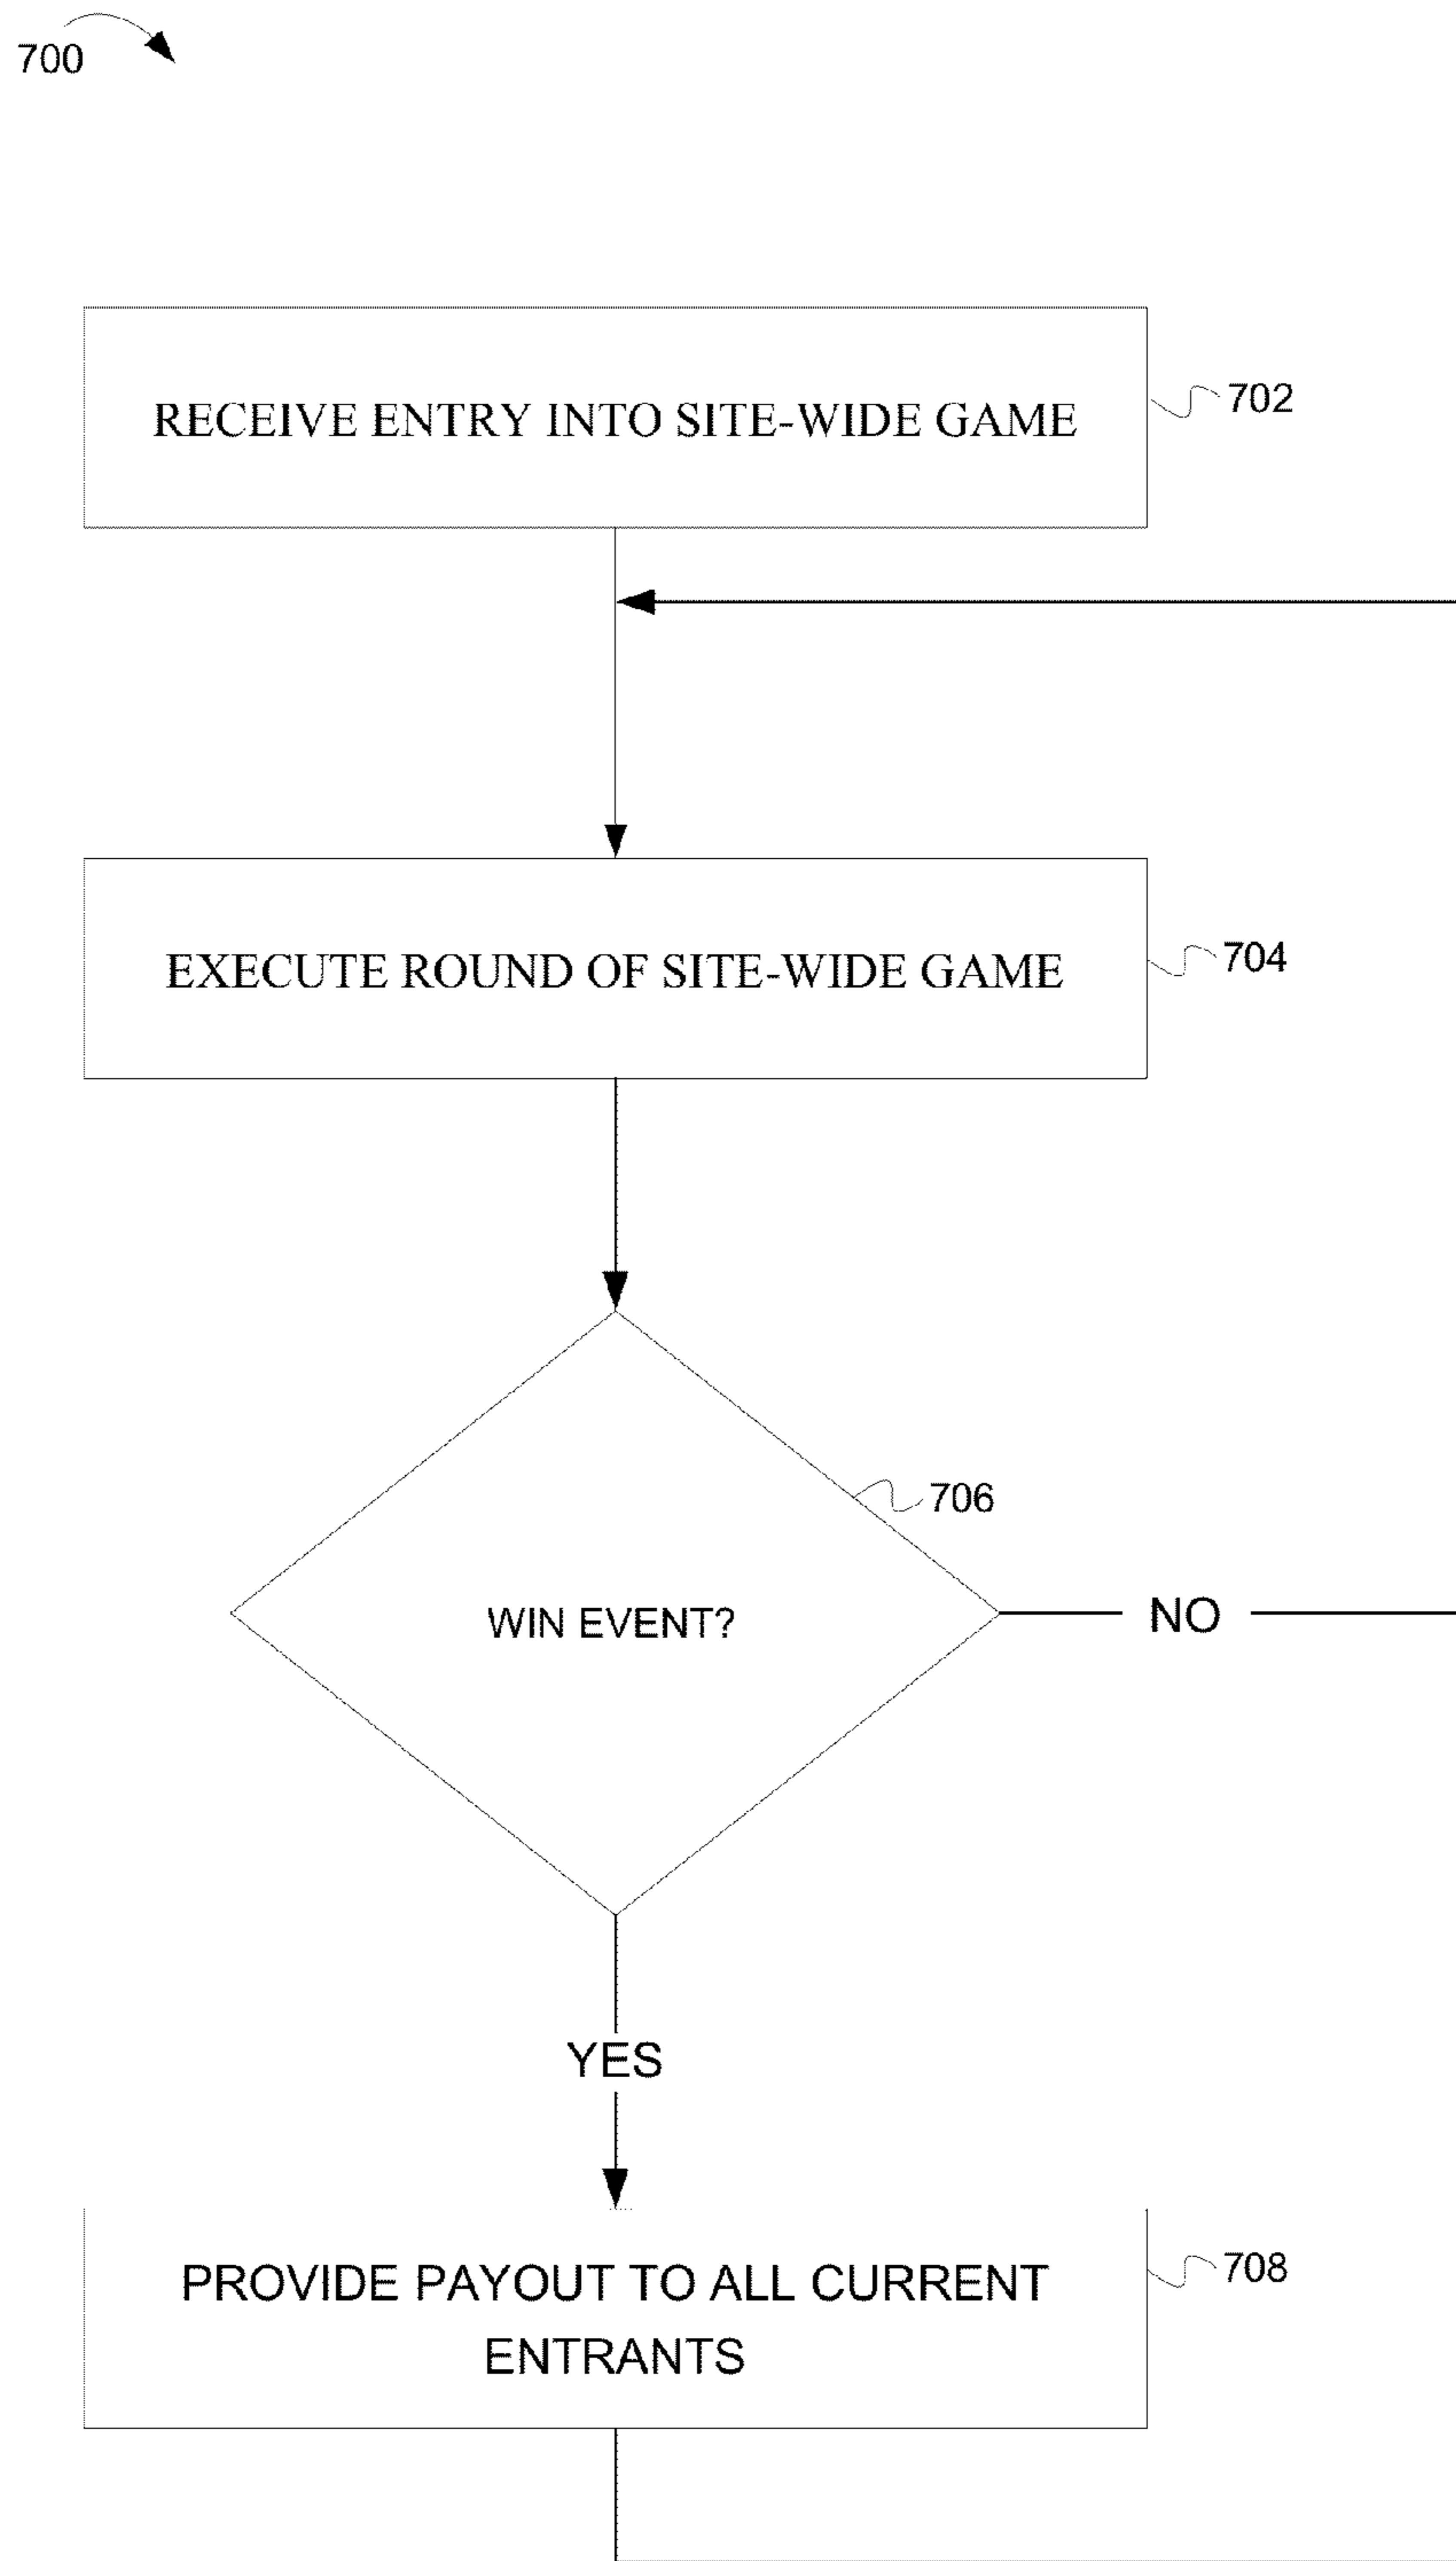 700
RECEIVE ENTRY INTO SITE-WIDE GAME
702
EXECUTE ROUND OF SITE-WIDE GAME
704
706
WIN EVENT?
NO
YES
PROVIDE PAYOUT TO ALL CURRENT
ENTRANTS
708